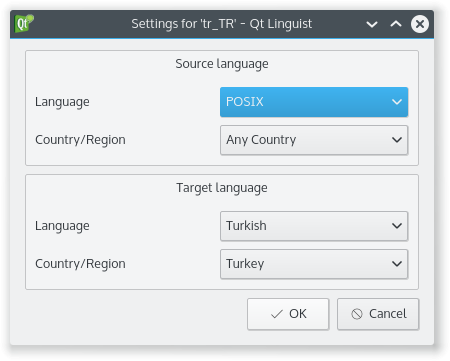 Settings for 'tr_TR' - Qt Linguist
Source language
Language POSIX
Country/Region Any Country
Target language
Language Turkish
Country/Region Turkey
OK Cancel